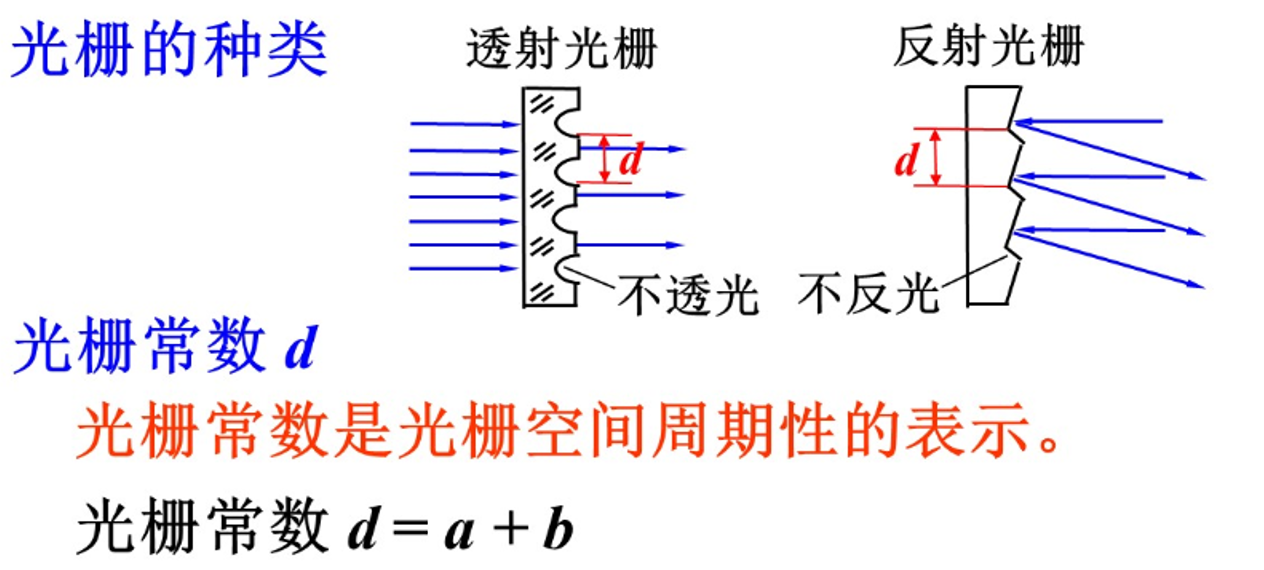 光栅的种类
透射光栅
反射光栅
d
d
不透光
不反光
光栅常数 d
光栅常数是光栅空间周期性的表示。
光栅常数 d = a + b